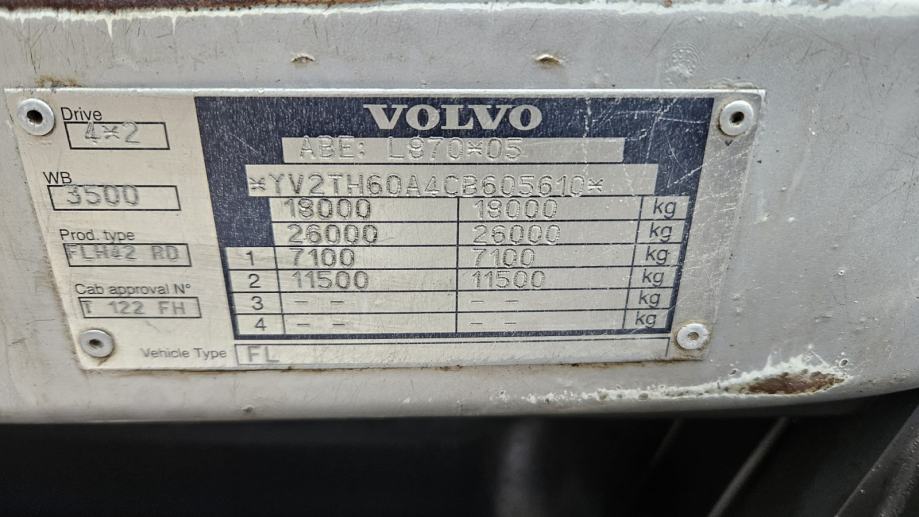 VOLVO
Drive
4*2
ABE: L870*05
WB
3500
*YV2TH60A4CB605610*
18000 18000 kg
26000 26000 kg
Prod. type
FLH42 RD
1 7100 7100 kg
2 11500 11500 kg
Cab approval N°
T 122 FH
3 – – – – kg
4 – – – – kg
Vehicle Type FL